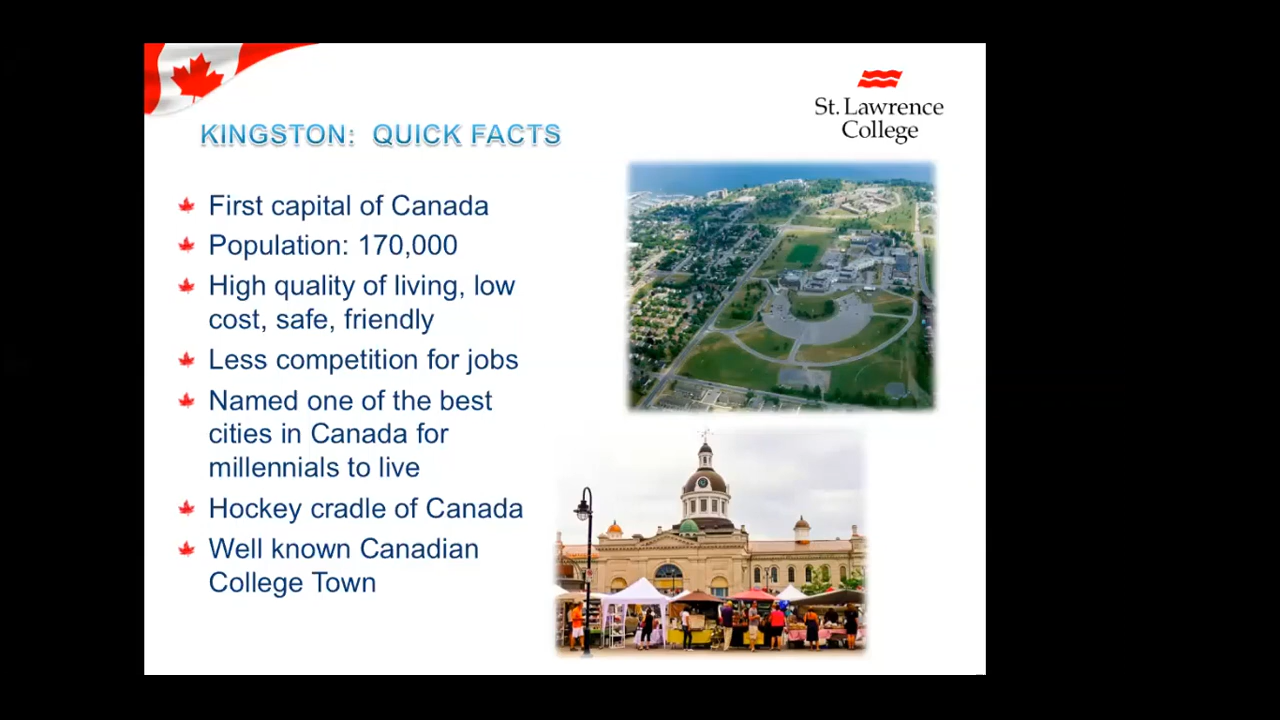 St. Lawrence
College
KINGSTON: QUICK FACTS
First capital of Canada
Population: 170,000
High quality of living, low
cost, safe, friendly
Less competition for jobs
Named one of the best
cities in Canada for
millennials to live
Hockey cradle of Canada
Well known Canadian
College Town